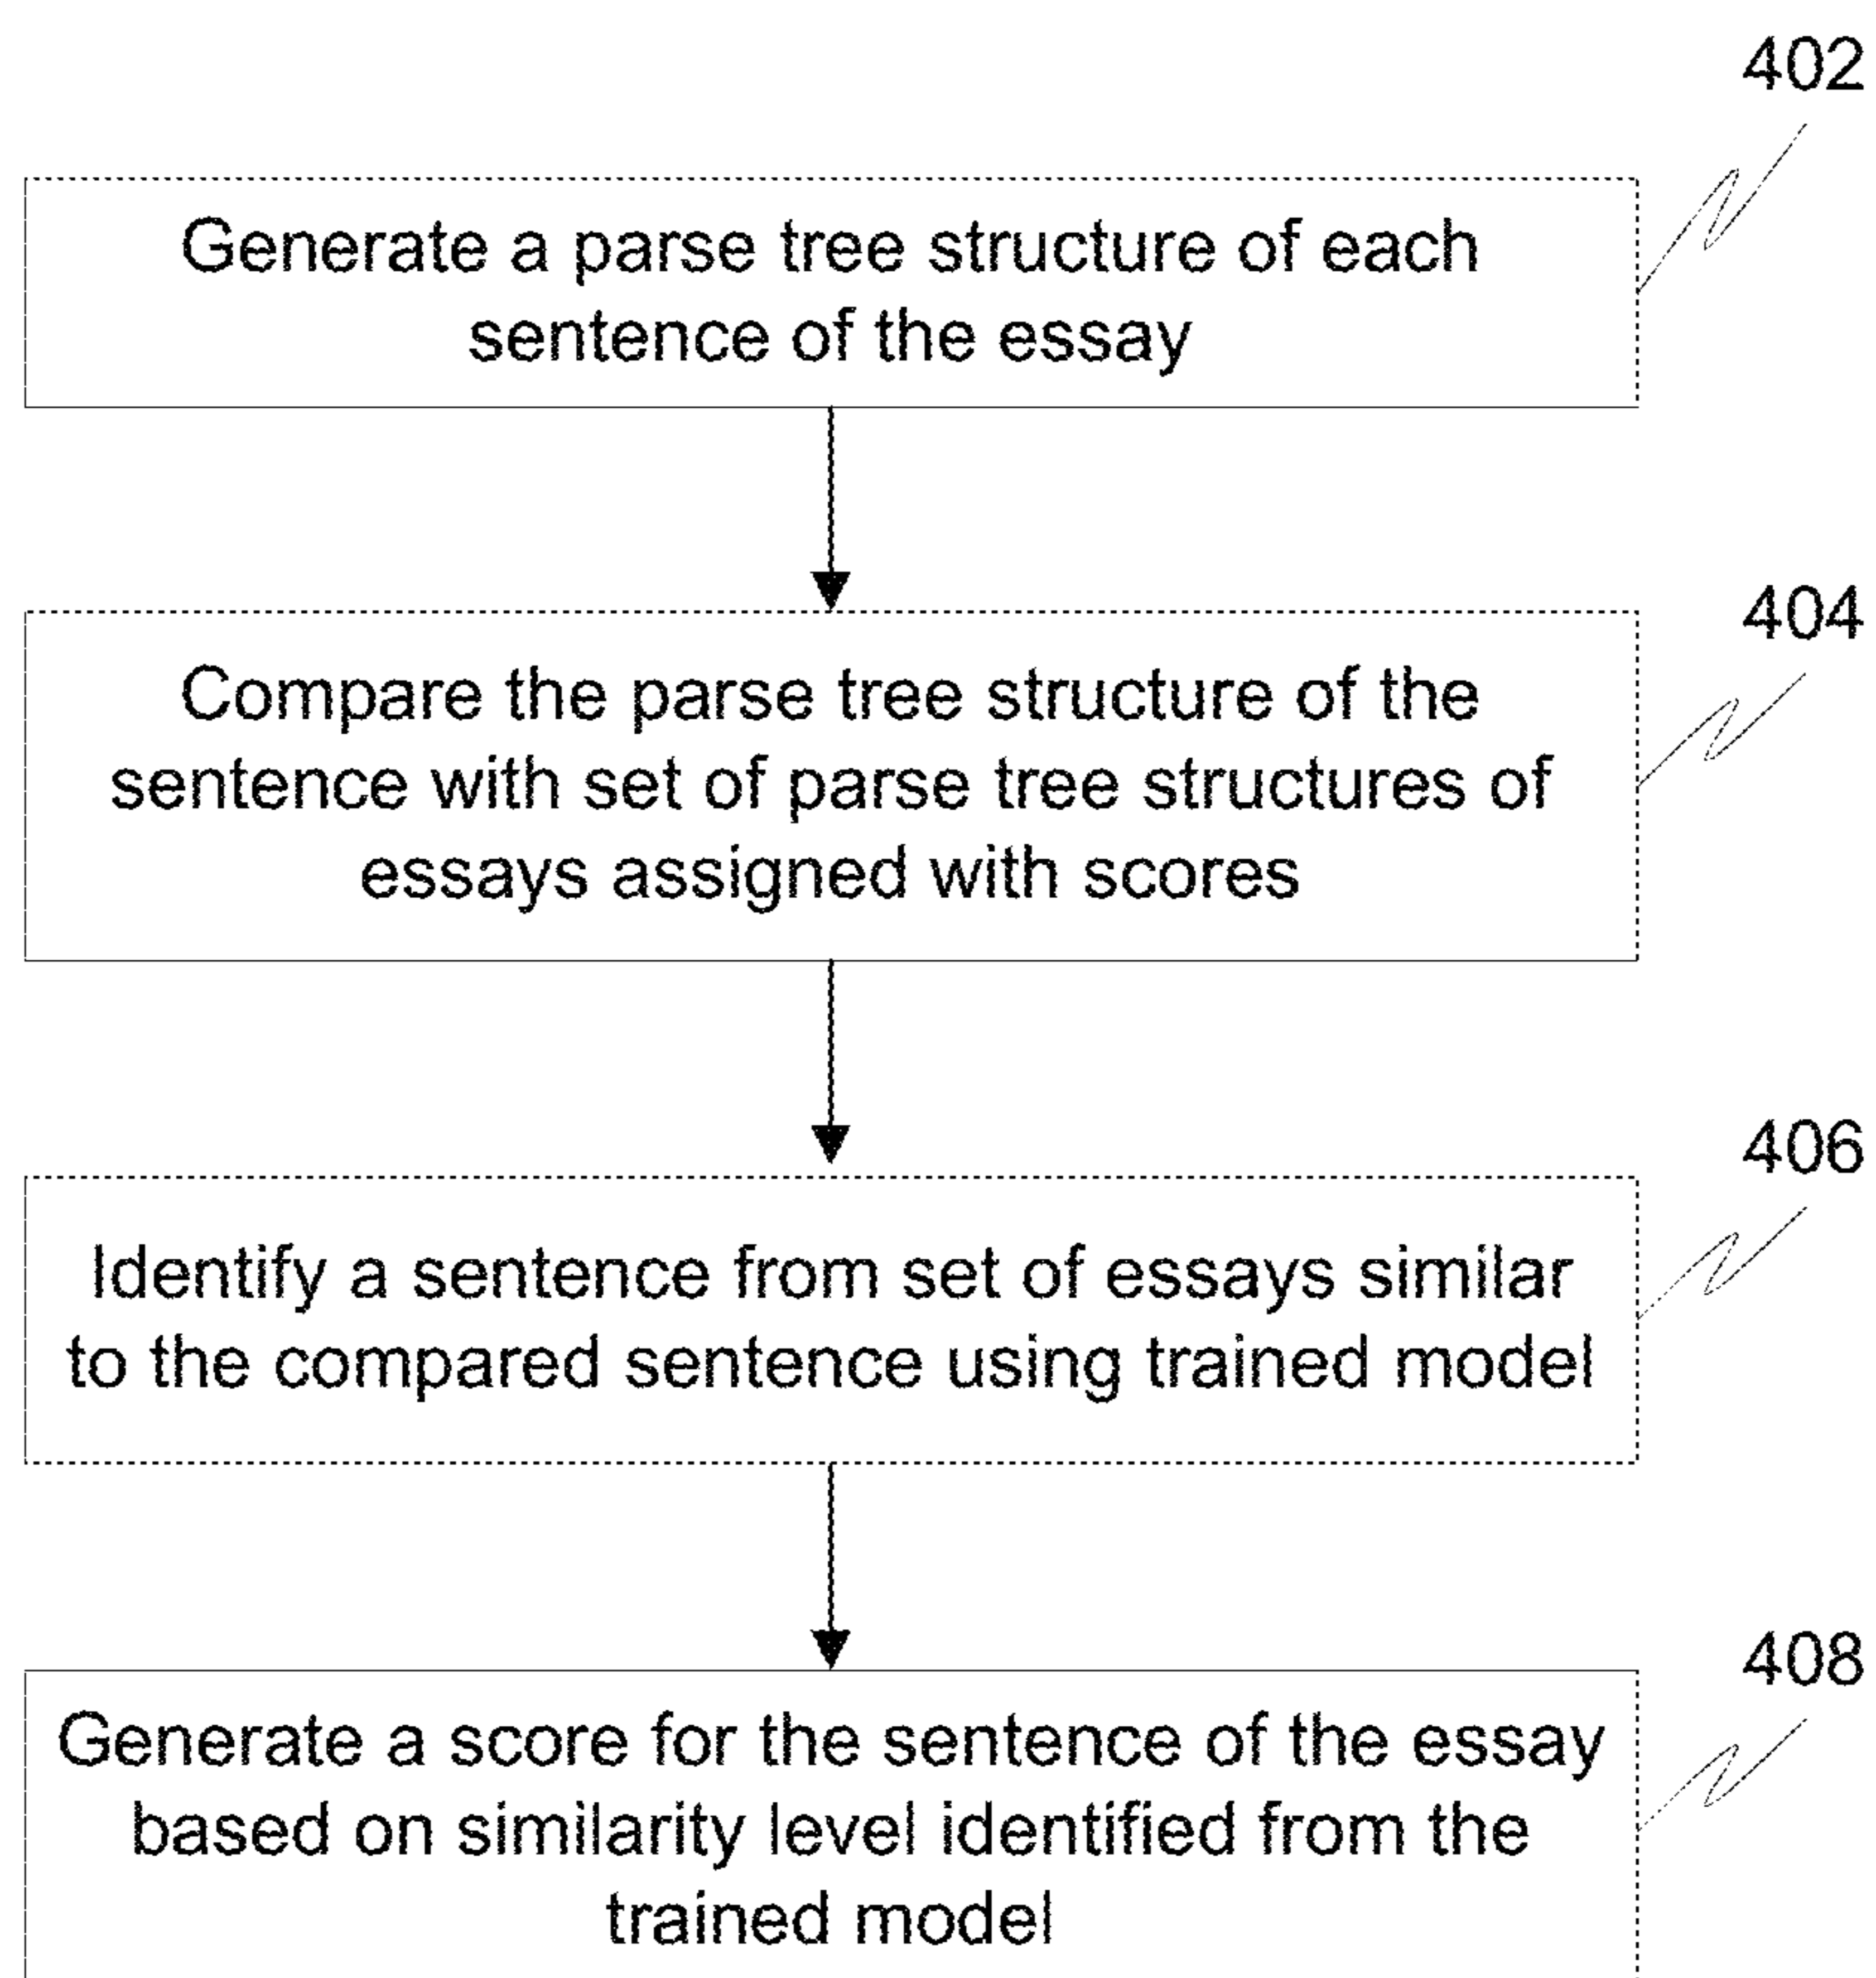 402
Generate a parse tree structure of each
sentence of the essay
404
Compare the parse tree structure of the
sentence with set of parse tree structures of
essays assigned with scores
406
Identify a sentence from set of essays similar
to the compared sentence using trained model
408
Generate a score for the sentence of the essay
based on similarity level identified from the
trained model